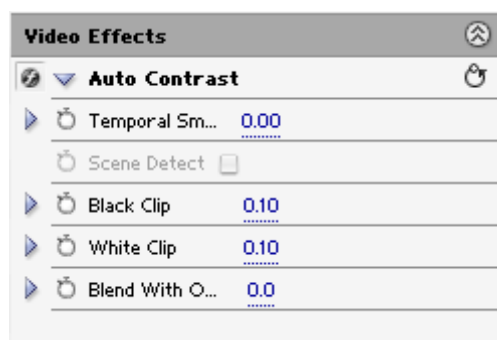 Video Effects
Auto Contrast
Temporal Sm... 0.00
Scene Detect
Black Clip 0.10
White Clip 0.10
Blend With O... 0.0